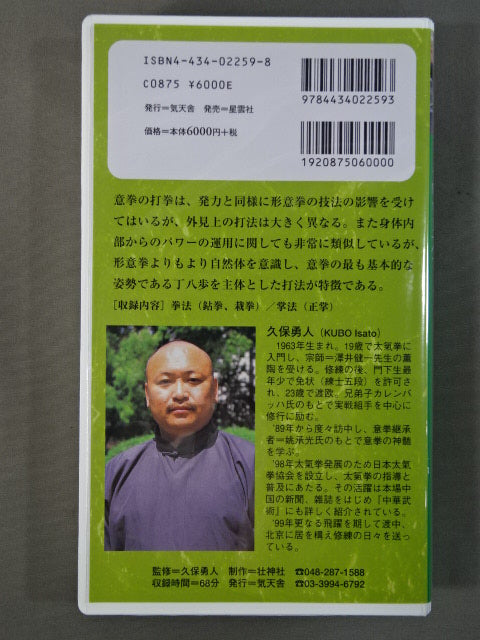 ISBN4-434-02259-8
C0875 ¥6000E
発行＝気天舎 発売＝星雲社
価格＝本体6000円+税
9784434022593
1920875060000
意拳の打拳は、発力と同様に形意拳の技法の影響を受け
てはいるが、外見上の打法は大きく異なる。また身体内
部からのパワーの運用に関しても非常に類似しているが、
形意拳よりもより自然体を意識し、意拳の最も基本的な
姿勢である丁八歩を主体とした打法が特徴である。
［収録内容］拳法（鑚拳、栽拳）／掌法（正掌）
久保勇人（KUBO Isato）
1963年生まれ。19歳で太氣拳に
入門し、宗師＝澤井健一先生の薫
陶を受ける。修練の後、門下生最
年少で免状（練士五段）を許可さ
れ、23歳で渡欧。兄弟子カレンバ
ッハ氏のもとで実戦組手を中心に
修行に励む。
'89年から度々訪中し、意拳継承
者＝姚承光氏のもとで意拳の神髄
を学ぶ。
'98年太氣拳発展のため日本太氣
拳協会を設立し、太氣拳の指導と
普及にあたる。その活躍は本場中
国の新聞、雑誌をはじめ「中華武
術」にも詳しく紹介されている。
'99年更なる飛躍を期して渡中、
北京に居を構え修練の日々を送っ
ている。
監修＝久保勇人 制作＝壮神社 ☎048-287-1588
収録時間＝68分 発行＝気天舎 ☎03-3994-6792